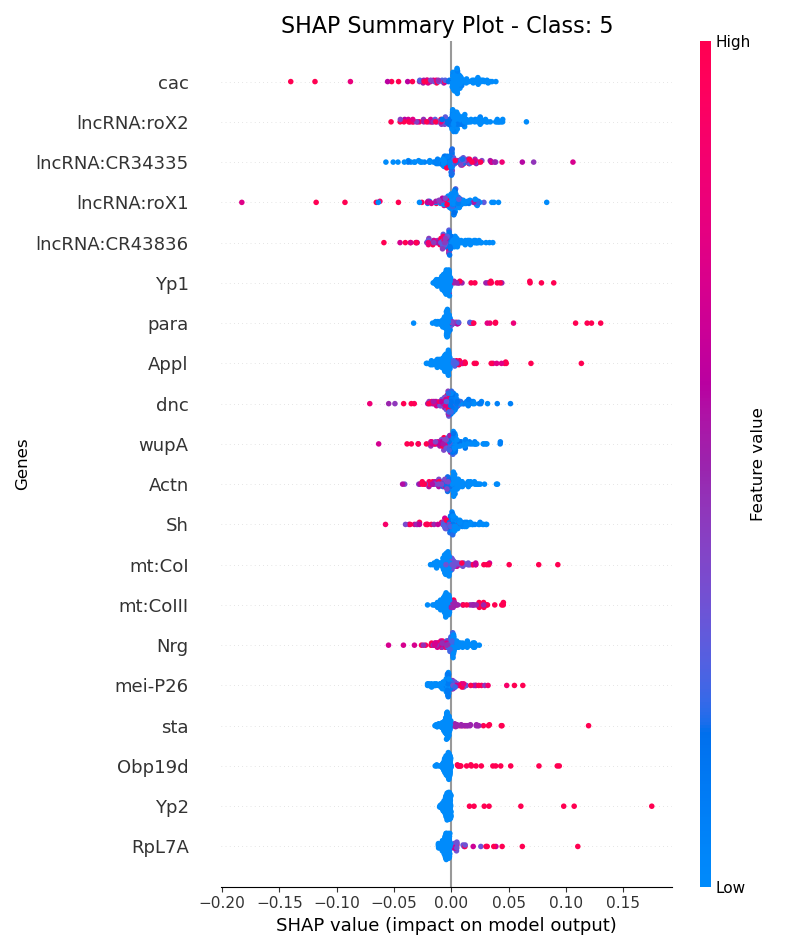 SHAP Summary Plot - Class: 5
High
cac
lncRNA:roX2
lncRNA:CR34335
lncRNA:roX1
lncRNA:CR43836
Yp1
para
Appl
dnc
wupA
Actn
Sh
mt:CoI
mt:CoIII
Nrg
mei-P26
sta
Obp19d
Yp2
RpL7A
Genes
Feature value
Low
−0.20 −0.15 −0.10 −0.05 0.00 0.05 0.10 0.15
SHAP value (impact on model output)